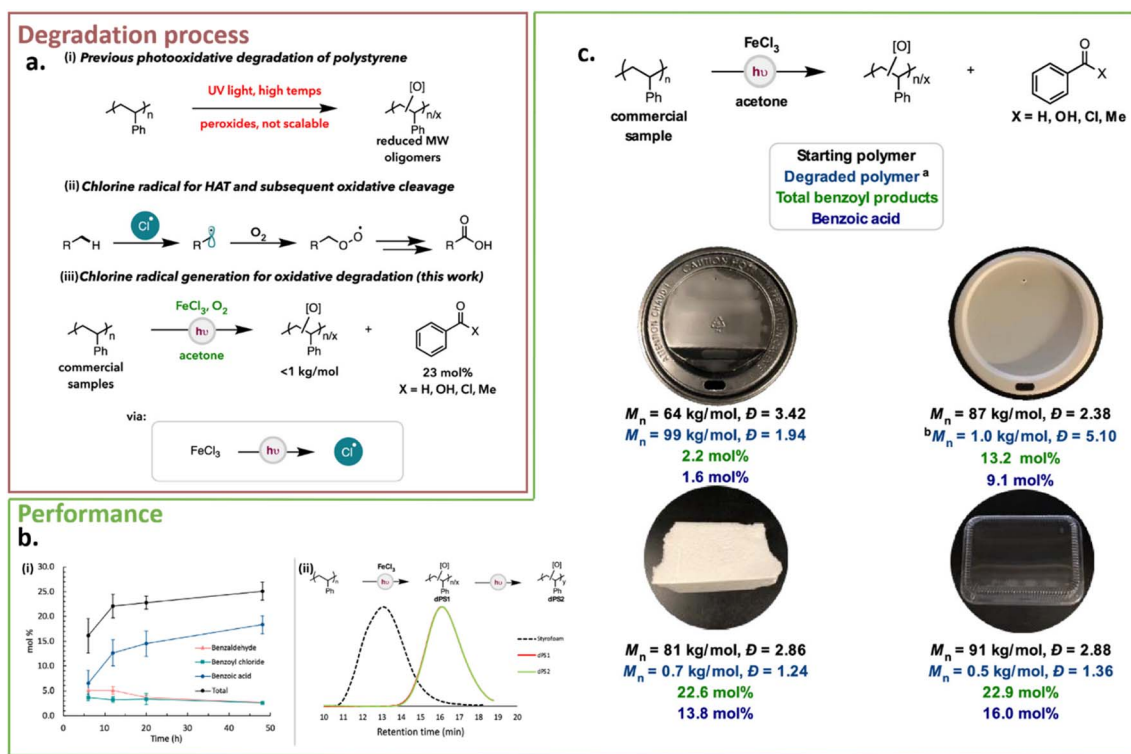 Degradation process
a.
(i) Previous photooxidative degradation of polystyrene
n
Ph
UV light, high temps
peroxides, not scalable
[O]
n/x
Ph
reduced MW
oligomers
(ii) Chlorine radical for HAT and subsequent oxidative cleavage
R
H
Cl•
R
O2
R
O
O•
R
O
OH
(iii) Chlorine radical generation for oxidative degradation (this work)
n
Ph
commercial
samples
FeCl3, O2
hυ
acetone
[O]
n/x
Ph
<1 kg/mol
+
O
X
23 mol%
X = H, OH, Cl, Me
via:
FeCl3
hυ
Cl•
Performance
b.
(i)
mol %
30.0
25.0
20.0
15.0
10.0
5.0
0.0
0 10 20 30 40 50
Time (h)
Benzaldehyde
Benzoyl chloride
Benzoic acid
Total
(ii)
n
Ph
FeCl3
hυ
[O]
n/x
Ph
dPS1
hυ
[O]
y
Ph
dPS2
Styrofoam
dPS1
dPS2
10 11 12 13 14 15 16 17 18 19 20
Retention time (min)
c.
n
Ph
commercial
sample
FeCl3
hυ
acetone
[O]
n/x
Ph
+
O
X
X = H, OH, Cl, Me
Starting polymer
Degraded polymer a
Total benzoyl products
Benzoic acid
Mn = 64 kg/mol, Đ = 3.42
Mn = 99 kg/mol, Đ = 1.94
2.2 mol%
1.6 mol%
Mn = 87 kg/mol, Đ = 2.38
bMn = 1.0 kg/mol, Đ = 5.10
13.2 mol%
9.1 mol%
Mn = 81 kg/mol, Đ = 2.86
Mn = 0.7 kg/mol, Đ = 1.24
22.6 mol%
13.8 mol%
Mn = 91 kg/mol, Đ = 2.88
Mn = 0.5 kg/mol, Đ = 1.36
22.9 mol%
16.0 mol%